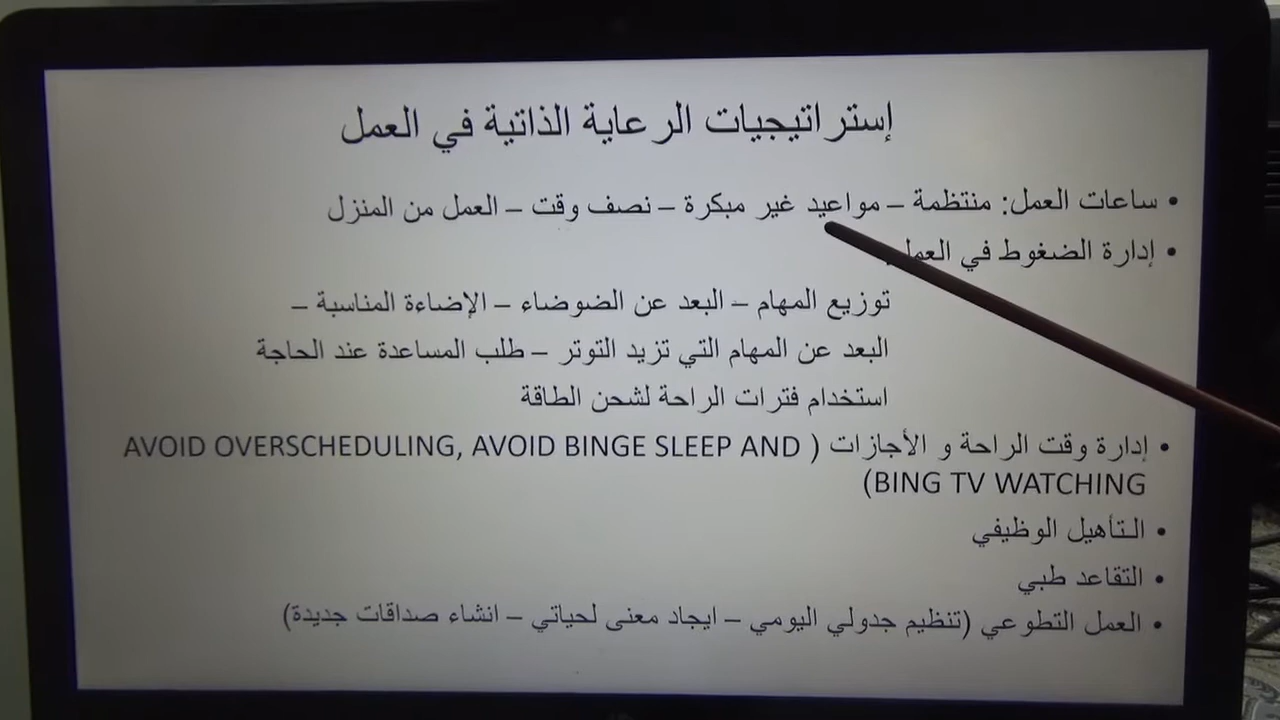 إستراتيجيات الرعاية الذاتية في العمل
• ساعات العمل: منتظمة – مواعيد غير مبكرة – نصف وقت – العمل من المنزل
• إدارة الضغوط في العمل
توزيع المهام – البعد عن الضوضاء – الإضاءة المناسبة –
البعد عن المهام التي تزيد التوتر – طلب المساعدة عند الحاجة
استخدام فترات الراحة لشحن الطاقة
• إدارة وقت الراحة و الأجازات ( AVOID OVERSCHEDULING, AVOID BINGE SLEEP AND
BING TV WATCHING)
• التأهيل الوظيفي
• التقاعد طبي
• العمل التطوعي (تنظيم جدولي اليومي – ايجاد معنى لحياتي – انشاء صداقات جديدة)